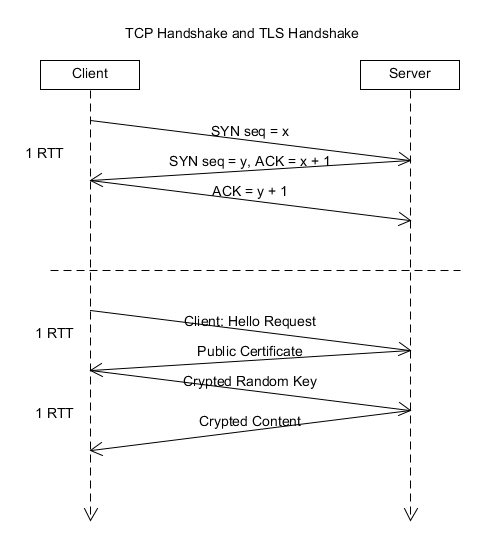 TCP Handshake and TLS Handshake
Client
Server
SYN seq = x
1 RTT
SYN seq = y, ACK = x + 1
ACK = y + 1
Client: Hello Request
1 RTT
Public Certificate
Crypted Random Key
1 RTT
Crypted Content